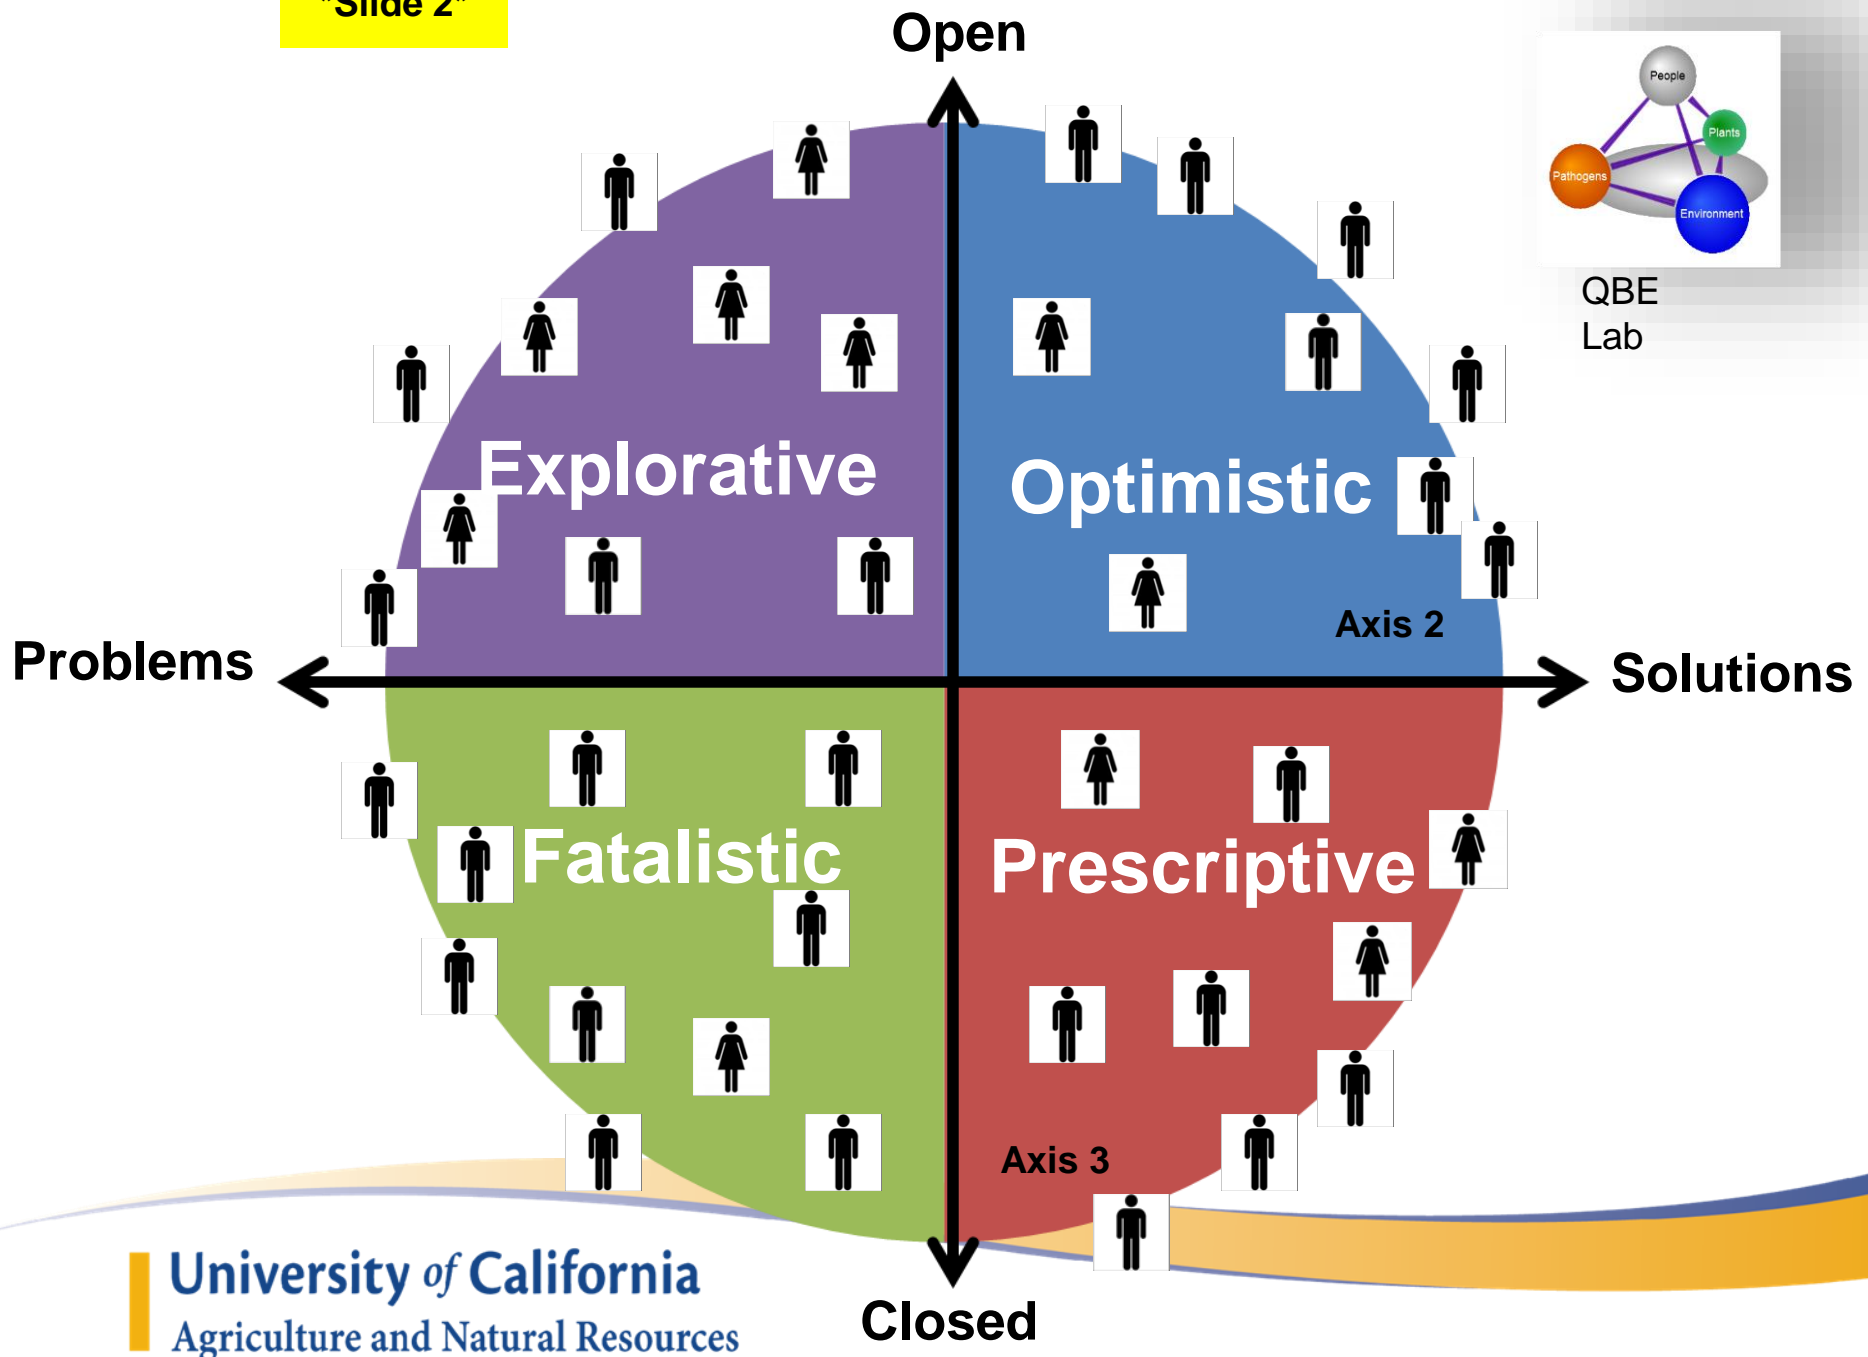 "Slide 2"
Open
People
Plants
Pathogens
Environment
QBE
Lab
Explorative
Optimistic
Axis 2
Problems
Solutions
Fatalistic
Prescriptive
Axis 3
University of California
Agriculture and Natural Resources
Closed